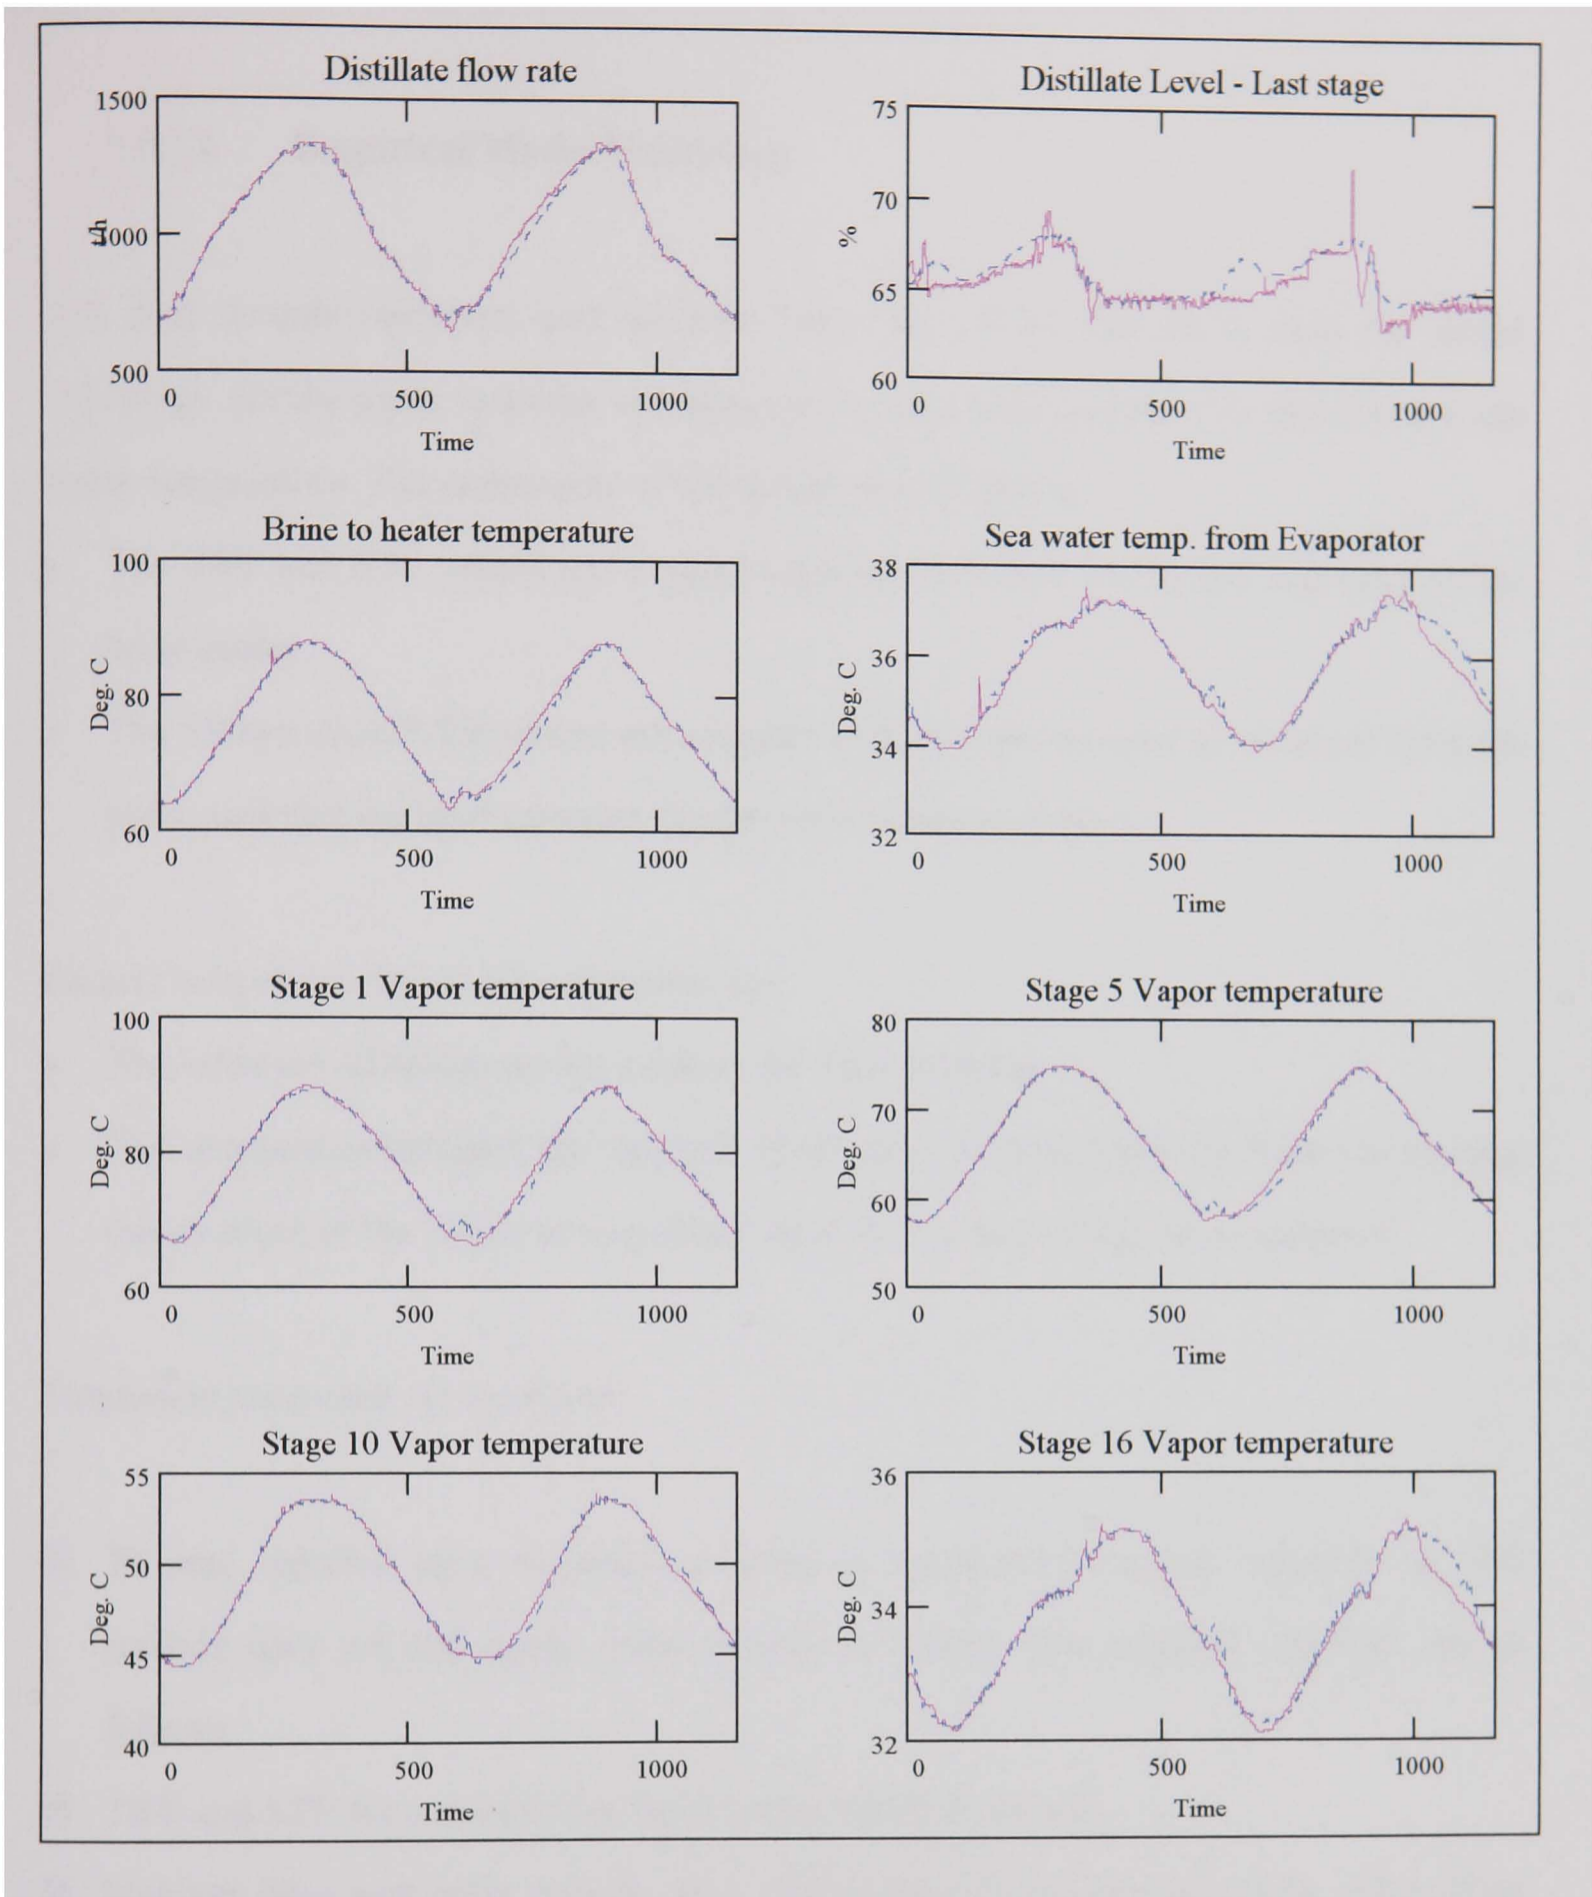 Distillate flow rate
1500
1000
500
t/h
0 500 1000
Time
Distillate Level - Last stage
75
70
65
60
%
0 500 1000
Time
Brine to heater temperature
100
80
60
Deg. C
0 500 1000
Time
Sea water temp. from Evaporator
38
36
34
32
Deg. C
0 500 1000
Time
Stage 1 Vapor temperature
100
80
60
Deg. C
0 500 1000
Time
Stage 5 Vapor temperature
80
70
60
50
Deg. C
0 500 1000
Time
Stage 10 Vapor temperature
55
50
45
40
Deg. C
0 500 1000
Time
Stage 16 Vapor temperature
36
34
32
Deg. C
0 500 1000
Time